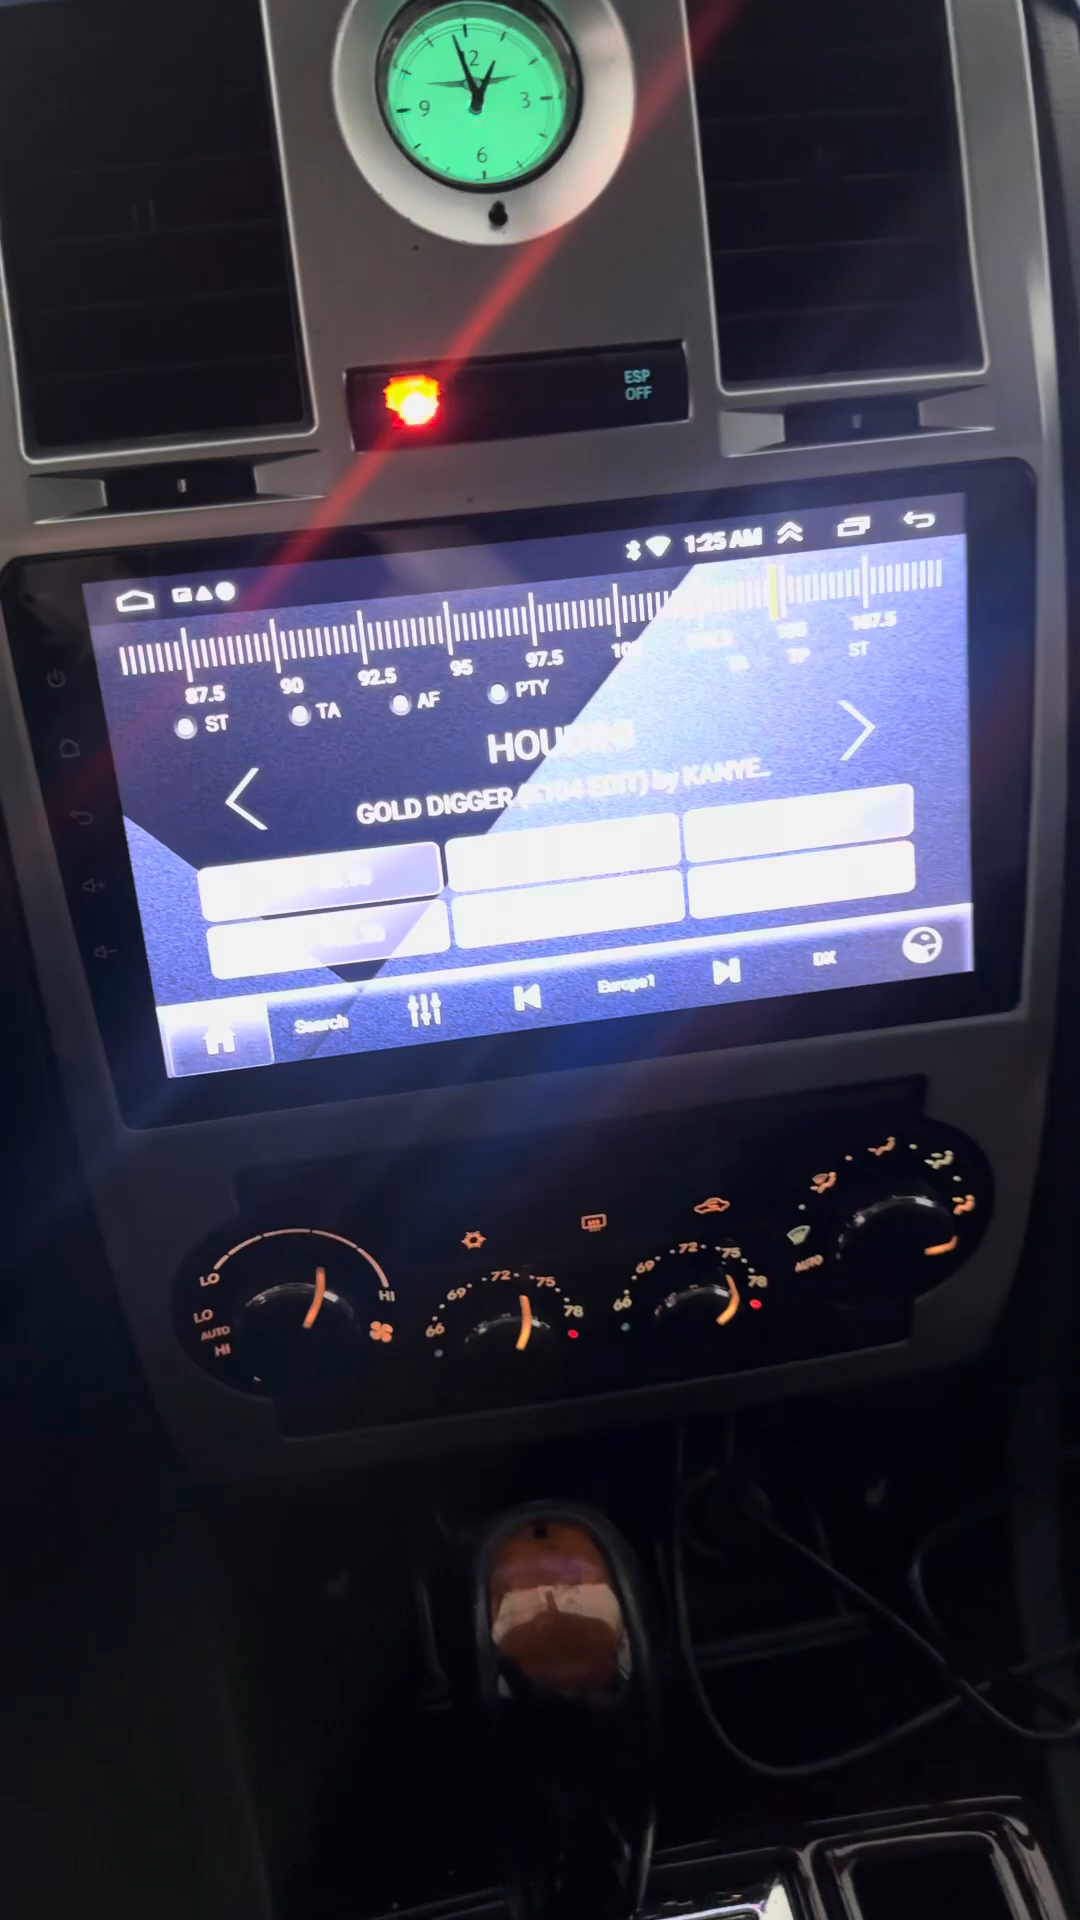 12
9 3
6
ESP
OFF
1:25 AM
87.5 90 92.5 95 97.5 107.5
ST TA AF PTY ST
GOLD DIGGER EDIT) by KANYE..
Search Europe1 DX
LO HI
LO
AUTO
HI
66 69 72 75 78
66 69 72 75 78
AUTO